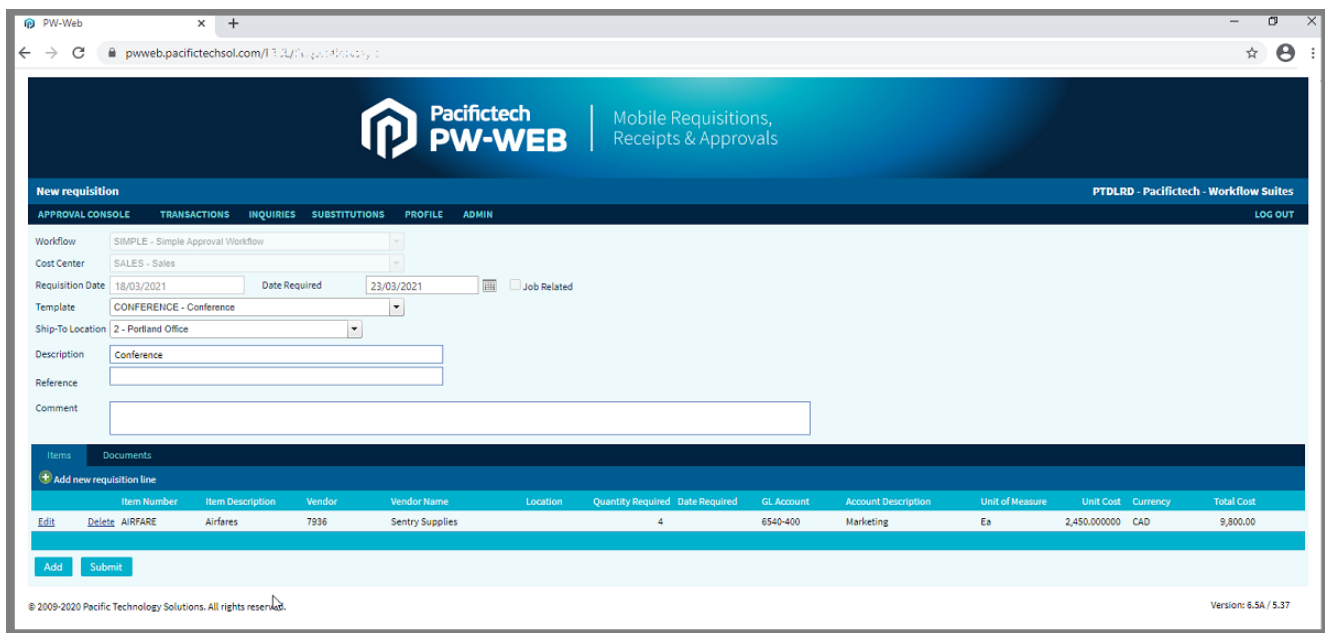 PW-Web
pwweb.pacifictechsol.com/
Pacifictech
PW-WEB
Mobile Requisitions,
Receipts & Approvals
New requisition PTDLRD - Pacifictech - Workflow Suites
APPROVAL CONSOLE TRANSACTIONS INQUIRIES SUBSTITUTIONS PROFILE ADMIN LOG OUT
Workflow SIMPLE - Simple Approval Workflow
Cost Center SALES - Sales
Requisition Date 18/03/2021 Date Required 23/03/2021 Job Related
Template CONFERENCE - Conference
Ship-To Location 2 - Portland Office
Description Conference
Reference
Comment
Items Documents
Add new requisition line
Item Number Item Description Vendor Vendor Name Location Quantity Required Date Required GL Account Account Description Unit of Measure Unit Cost Currency Total Cost
Edit Delete AIRFARE Airfares 7936 Sentry Supplies 4 6540-400 Marketing Ea 2,450.000000 CAD 9,800.00
Add Submit
© 2009-2020 Pacific Technology Solutions. All rights reserved. Version: 6.5A / 5.37